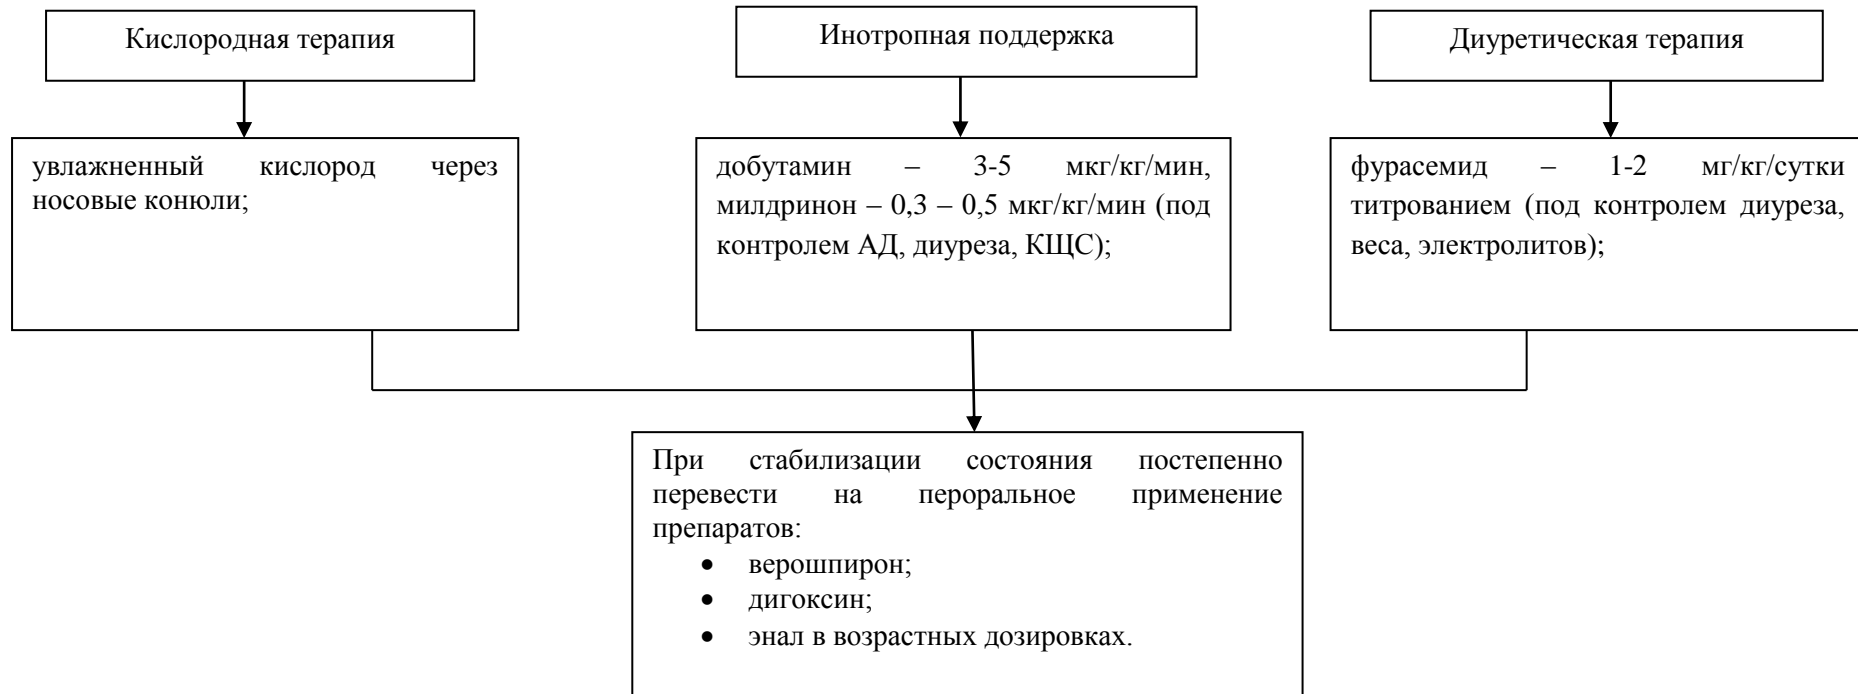 Кислородная терапия
Инотропная поддержка
Диуретическая терапия
увлажненный кислород через
носовые конюли;
добутамин – 3-5 мкг/кг/мин,
милдринон – 0,3 – 0,5 мкг/кг/мин (под
контролем АД, диуреза, КЩС);
фурасемид – 1-2 мг/кг/сутки
титрованием (под контролем диуреза,
веса, электролитов);
При стабилизации состояния постепенно
перевести на пероральное применение
препаратов:
• верошпирон;
• дигоксин;
• энал в возрастных дозировках.